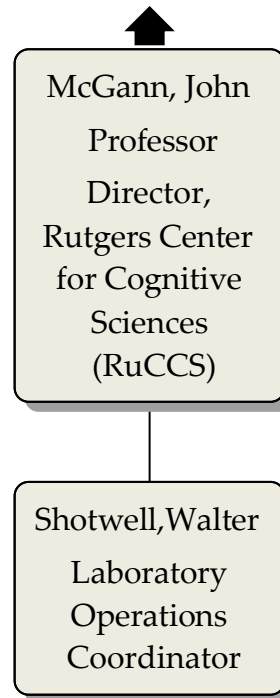 McGann, John
Professor
Director,
Rutgers Center
for Cognitive
Sciences
(RuCCS)
Shotwell,Walter
Laboratory
Operations
Coordinator